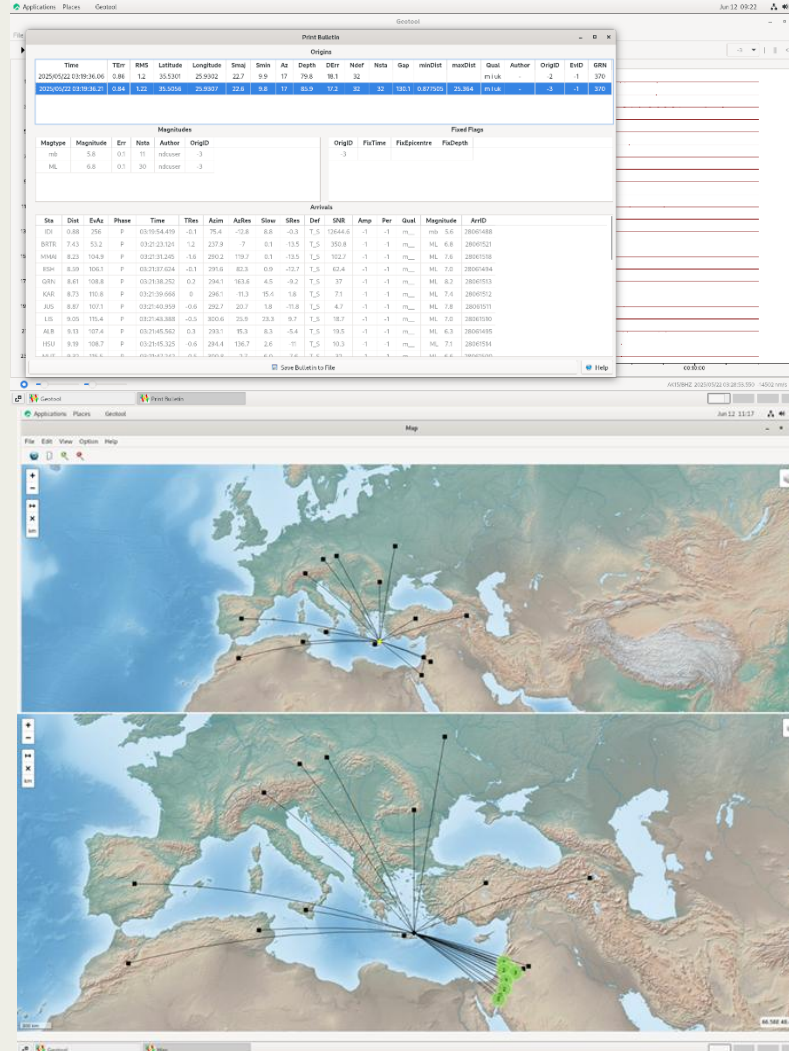 Applications Places Geotool Jun 12 09:22
Geotool
Print Bulletin
Origins
Time TErr RMS Latitude Longitude Smaj Smin Az Depth DErr Ndef Nsta Gap minDist maxDist Qual Author OrigID EvID GRN
2025/05/22 03:19:36.06 0.86 1.2 35.5301 25.9302 22.7 9.9 17 79.8 18.1 32 m i uk - -2 -1 370
2025/05/22 03:19:36.21 0.84 1.22 35.5056 25.9307 22.6 9.8 17 83.9 17.2 32 32 130.1 0.877505 25.364 m i uk - -3 -1 370
Magnitudes Fixed Flags
Magtype Magnitude Err Nsta Author OrigID OrigID FixTime FixEpicentre FixDepth
mb 5.6 0.1 11 ndcuser -3 -3
ML 6.8 0.1 30 ndcuser -3
Arrivals
Sta Dist EvAz Phase Time TRes Azim AzRes Slow SRes Def SNR Amp Per Qual Magnitude ArrID
IDI 0.88 256 P 03:19:54.419 -0.1 75.4 -12.8 8.6 -0.3 T_S 12644.6 -1 -1 m__ mb 5.6 28061488
BRTR 7.43 53.2 P 03:21:23.124 1.2 237.9 -7 0.1 -13.5 T_S 350.8 -1 -1 m__ ML 6.8 28061521
MMAI 8.23 104.9 P 03:21:31.245 -1.6 290.2 119.7 0.1 -13.5 T_S 102.7 -1 -1 m__ ML 7.6 28061518
P 03:21:37.624 -0.1 291.6 82.3 0.9 -12.7 T_S 62.4 -1 -1 m__ ML 7.0 28061494
8.61 108.8 P 03:21:38.252 0.2 294.1 163.6 4.5 -9.2 T_S 37 -1 -1 m__ ML 8.2 28061513
8.73 110.8 P 03:21:39.666 0 296.1 -11.3 15.4 1.8 T_S 7.1 -1 -1 m__ ML 7.4 28061512
8.87 107.1 P 03:21:40.959 -0.6 292.7 20.7 1.8 -11.8 T_S 4.7 -1 -1 m__ ML 7.8 28061511
LIS 9.05 115.4 P 03:21:43.888 -0.5 300.6 23.3 9.7 T_S 18.7 -1 -1 m__ ML 7.0
ALB 9.13 107.4 P 03:21:45.562 0.3 293.1 15.3 8.3 -5.4 T_S 19.5 -1 -1 m__ ML 6.3 28061495
HSU 9.19 108.7 P 03:21:45.325 -0.6 294.4 136.7 2.6 -11 T_S 10.3 -1 -1 m__ ML 7.1 28061514
Save Bulletin to File Help
00:30:00
Geotool Print Bulletin
Applications Places Geotool Jun 12 11:17
Map
File Edit View Option Help
+
−
km
+
−
km
Geotool Map